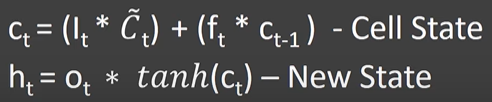 cₜ = (Iₜ * C̃ₜ) + (fₜ * cₜ₋₁ ) - Cell State
hₜ = oₜ * tanh(cₜ) – New State